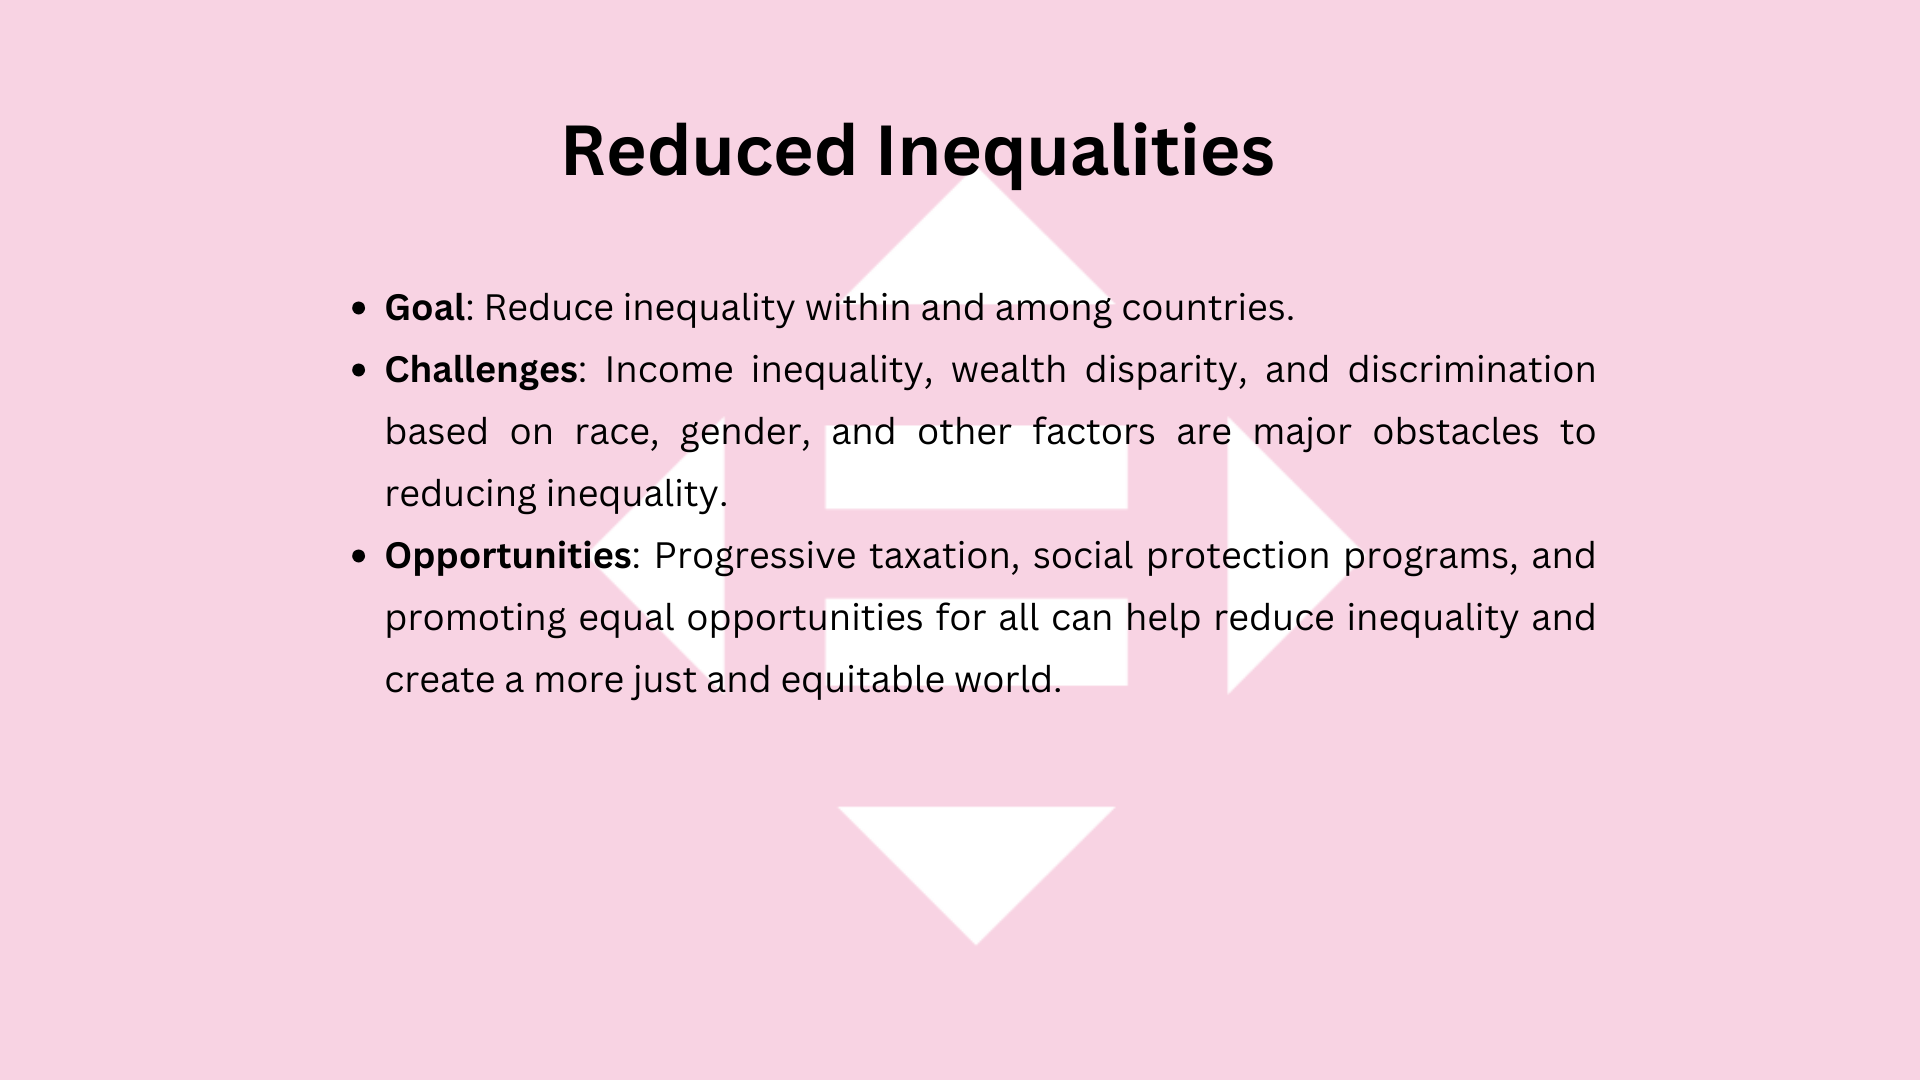 Reduced Inequalities
• Goal: Reduce inequality within and among countries.
• Challenges: Income inequality, wealth disparity, and discrimination
based on race, gender, and other factors are major obstacles to
reducing inequality.
• Opportunities: Progressive taxation, social protection programs, and
promoting equal opportunities for all can help reduce inequality and
create a more just and equitable world.